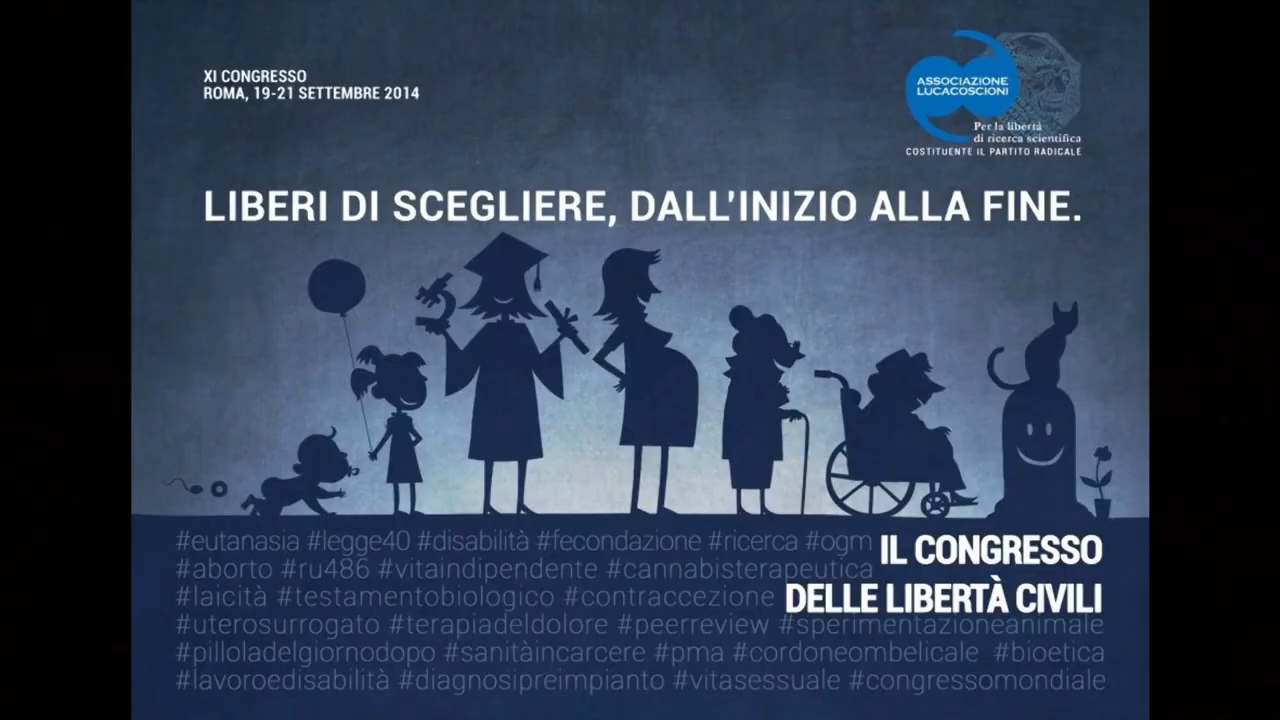 XI CONGRESSO
ROMA, 19-21 SETTEMBRE 2014
ASSOCIAZIONE
LUCACOSCIONI
Per la libertà
di ricerca scientifica
COSTITUENTE IL PARTITO RADICALE
LIBERI DI SCEGLIERE, DALL'INIZIO ALLA FINE.
#eutanasia #legge40 #disabilità #fecondazione #ricerca #ogm
#aborto #ru486 #vitaindipendente #cannabisterapeutica
#laicità #testamentobiologico #contraccezione
#uterosurrogato #terapiadeldolore #peerreview #sperimentazioneanimale
#pilloladelgiornodopo #sanitàincarcere #pma #cordoneombelicale #bioetica
#lavoroedisabilità #diagnosipreimpianto #vitasessuale #congressomondiale
IL CONGRESSO
DELLE LIBERTÀ CIVILI